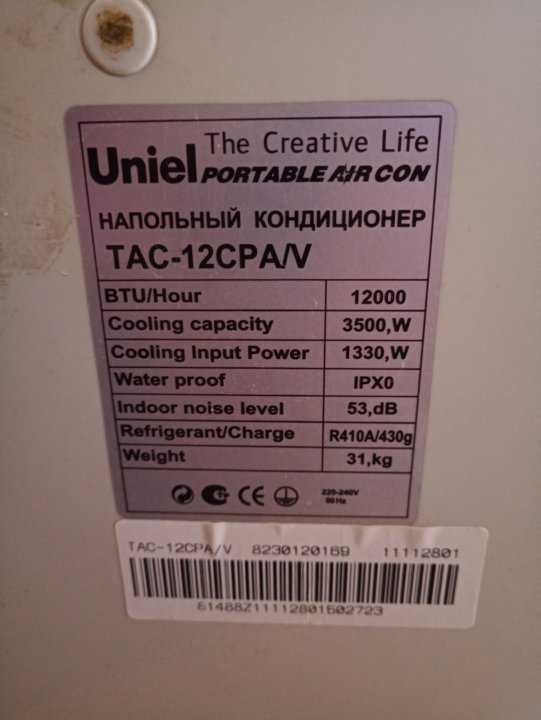 The Creative Life
Uniel PORTABLE AIR CON
НАПОЛЬНЫЙ КОНДИЦИОНЕР
TAC-12CPA/V
BTU/Hour 12000
Cooling capacity 3500,W
Cooling Input Power 1330,W
Water proof IPX0
Indoor noise level 53,dB
Refrigerant/Charge R410A/430g
Weight 31,kg
CE 220-240V
50Hz
TAC-12CPA/V 8230120169 11112801
61488Z11112801502723